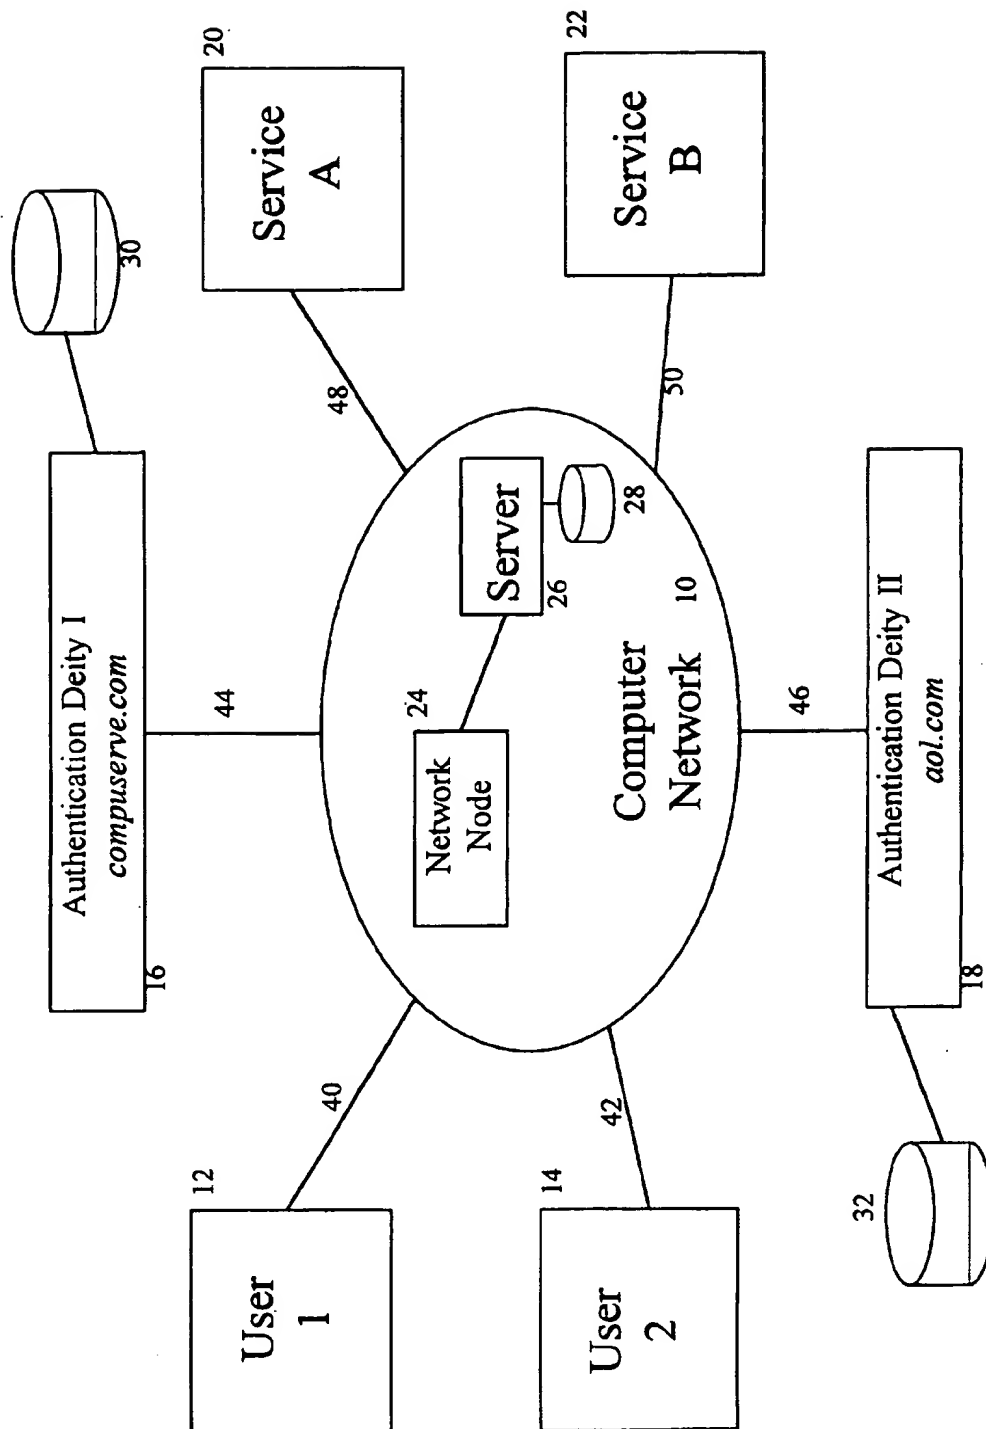 Authentication Deity I
compuserve.com
16
30
44
User
1
12
40
20
Service
A
48
24
Network
Node
Server
26
28
Computer
Network
10
User
2
14
42
22
Service
B
50
46
Authentication Deity II
aol.com
18
32